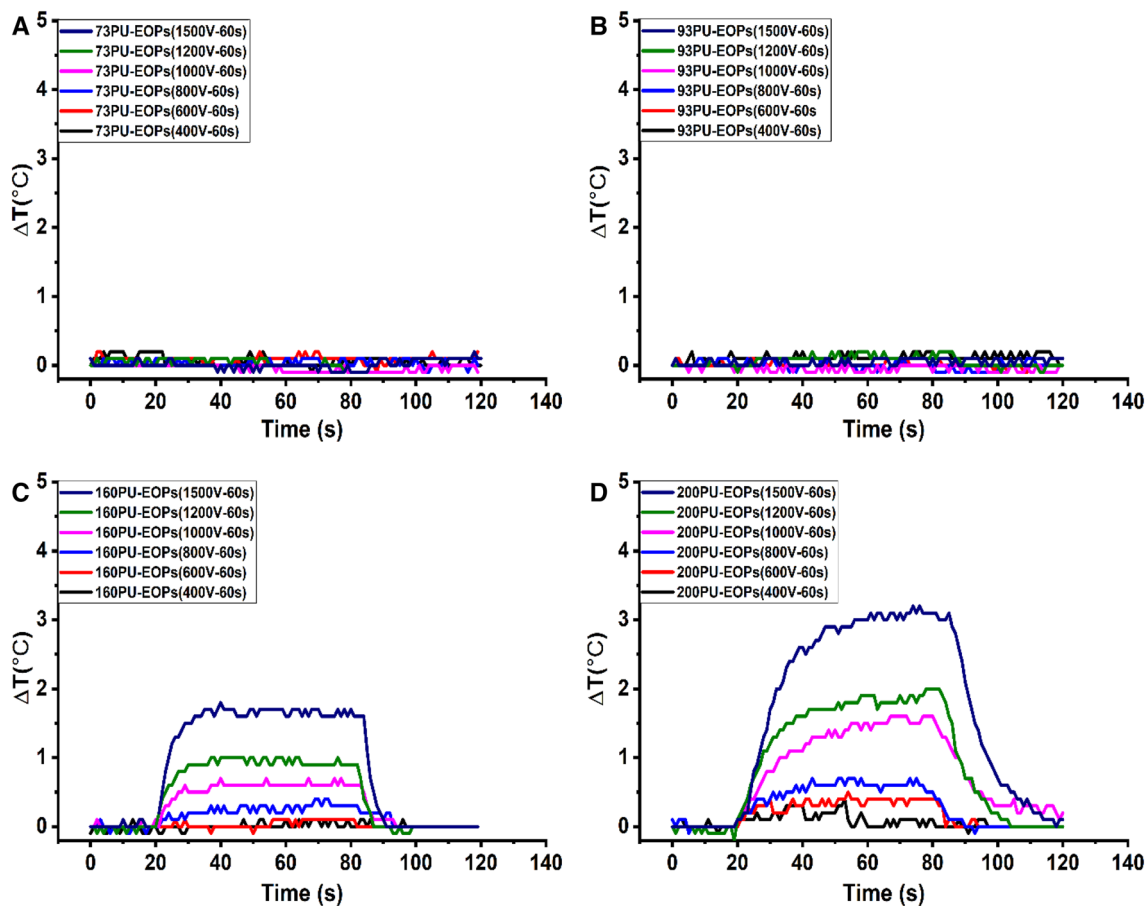 A
73PU-EOPs(1500V-60s)
73PU-EOPs(1200V-60s)
73PU-EOPs(1000V-60s)
73PU-EOPs(800V-60s)
73PU-EOPs(600V-60s)
73PU-EOPs(400V-60s)
5
4
3
2
1
0
ΔT(°C)
0 20 40 60 80 100 120 140
Time (s)
B
93PU-EOPs(1500V-60s)
93PU-EOPs(1200V-60s)
93PU-EOPs(1000V-60s)
93PU-EOPs(800V-60s)
93PU-EOPs(600V-60s
93PU-EOPs(400V-60s)
5
4
3
2
1
0
ΔT(°C)
0 20 40 60 80 100 120 140
Time (s)
C
160PU-EOPs(1500V-60s)
160PU-EOPs(1200V-60s)
160PU-EOPs(1000V-60s)
160PU-EOPs(800V-60s)
160PU-EOPs(600V-60s)
160PU-EOPs(400V-60s)
5
4
3
2
1
0
ΔT(°C)
0 20 40 60 80 100 120 140
Time (s)
D
200PU-EOPs(1500V-60s)
200PU-EOPs(1200V-60s)
200PU-EOPs(1000V-60s)
200PU-EOPs(800V-60s)
200PU-EOPs(600V-60s)
200PU-EOPs(400V-60s)
5
4
3
2
1
0
ΔT(°C)
0 20 40 60 80 100 120 140
Time (s)